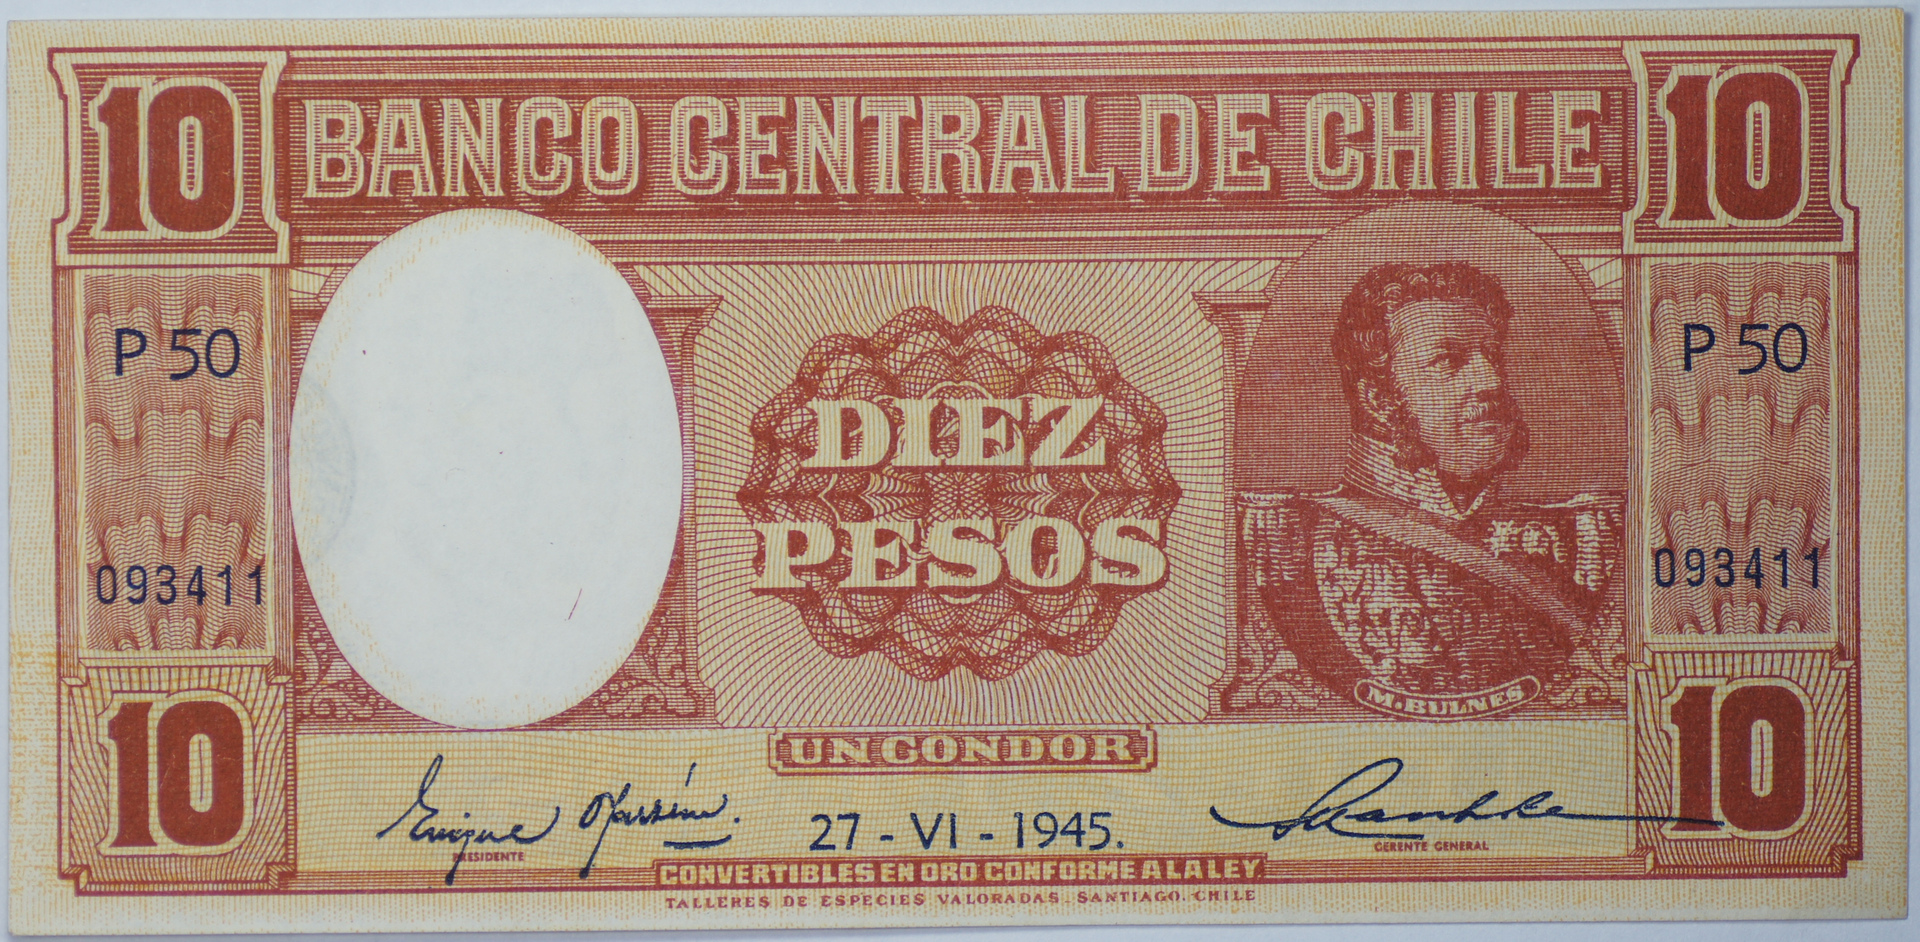 10 BANCO CENTRAL DE CHILE 10
P 50 P 50
DIEZ
PESOS
093411 093411
M. BULNES
10 UN CONDOR 10
Enrique
27 - VI - 1945.
PRESIDENTE GERENTE GENERAL
CONVERTIBLES EN ORO CONFORME A LA LEY
TALLERES DE ESPECIES VALORADAS - SANTIAGO. CHILE